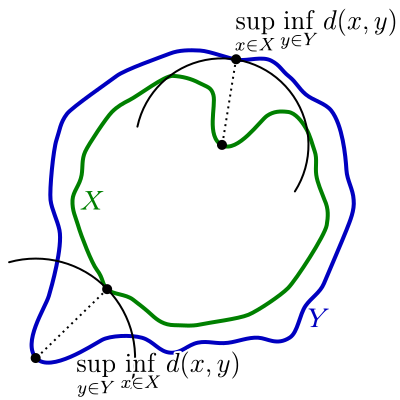 sup inf d(x, y)
x∈X y∈Y
X
Y
sup inf d(x, y)
y∈Y x∈X